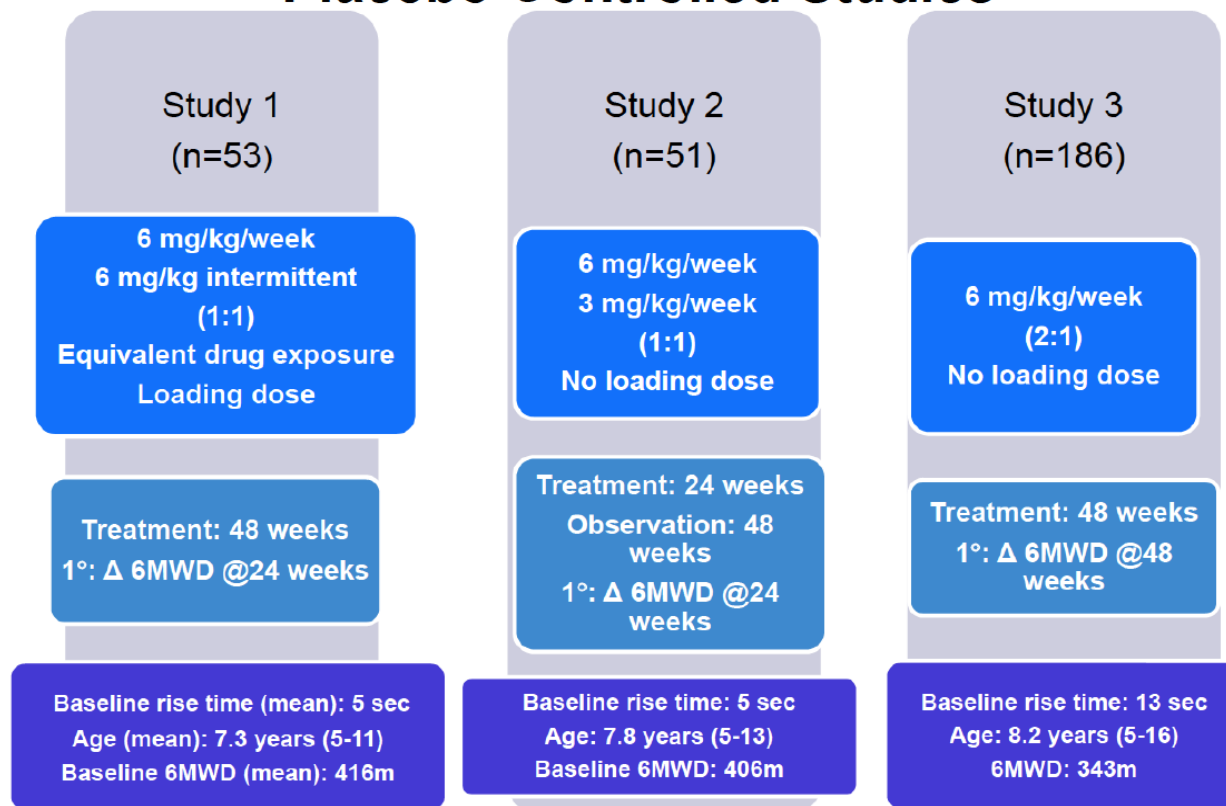 Placebo Controlled Studies
Study 1
(n=53)
6 mg/kg/week
6 mg/kg intermittent
(1:1)
Equivalent drug exposure
Loading dose
Treatment: 48 weeks
1°: Δ 6MWD @24 weeks
Baseline rise time (mean): 5 sec
Age (mean): 7.3 years (5-11)
Baseline 6MWD (mean): 416m
Study 2
(n=51)
6 mg/kg/week
3 mg/kg/week
(1:1)
No loading dose
Treatment: 24 weeks
Observation: 48
weeks
1°: Δ 6MWD @24
weeks
Baseline rise time: 5 sec
Age: 7.8 years (5-13)
Baseline 6MWD: 406m
Study 3
(n=186)
6 mg/kg/week
(2:1)
No loading dose
Treatment: 48 weeks
1°: Δ 6MWD @48
weeks
Baseline rise time: 13 sec
Age: 8.2 years (5-16)
6MWD: 343m